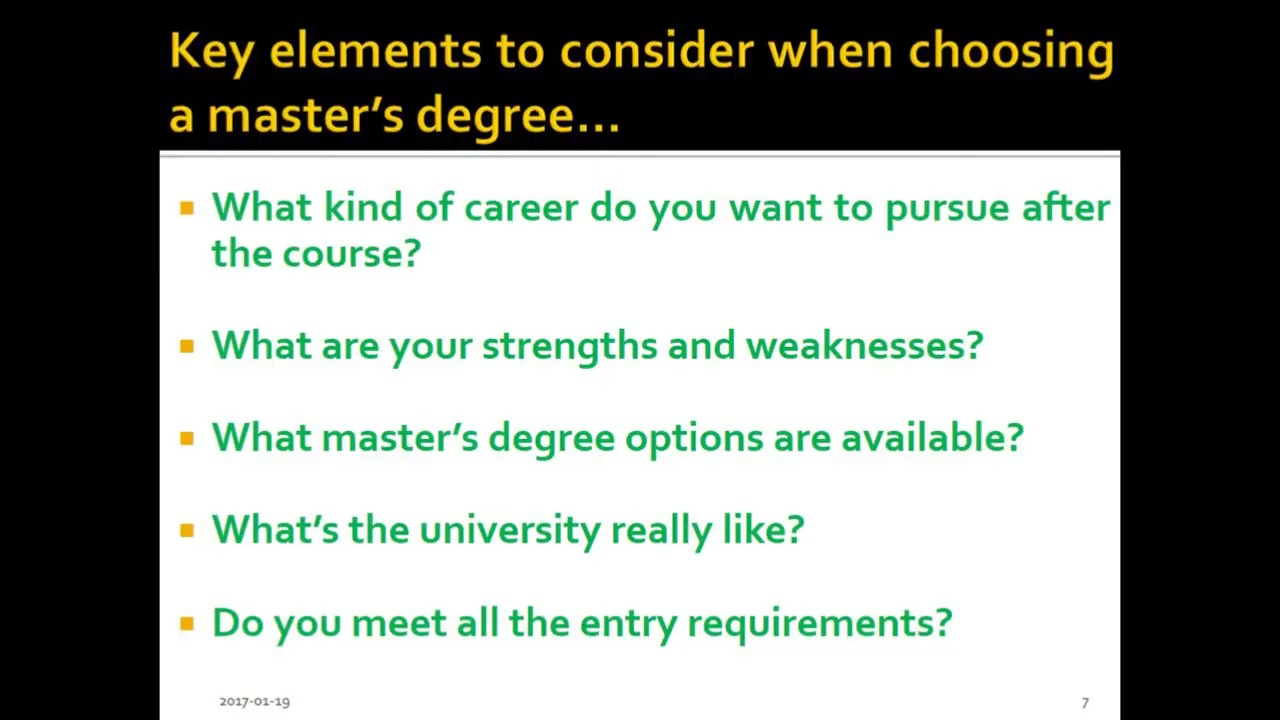 Key elements to consider when choosing
a master's degree...
▪ What kind of career do you want to pursue after
the course?
▪ What are your strengths and weaknesses?
▪ What master's degree options are available?
▪ What's the university really like?
▪ Do you meet all the entry requirements?
2017-01-19
7